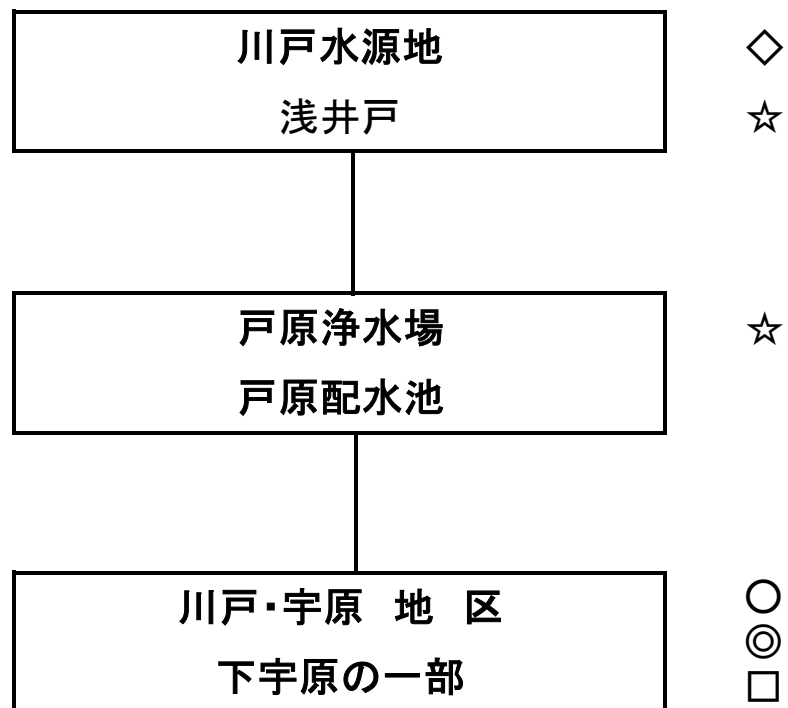 川戸水源地 ◇
浅井戸 ☆
戸原浄水場 ☆
戸原配水池
川戸・宇原 地 区 ○
◎
下宇原の一部 □